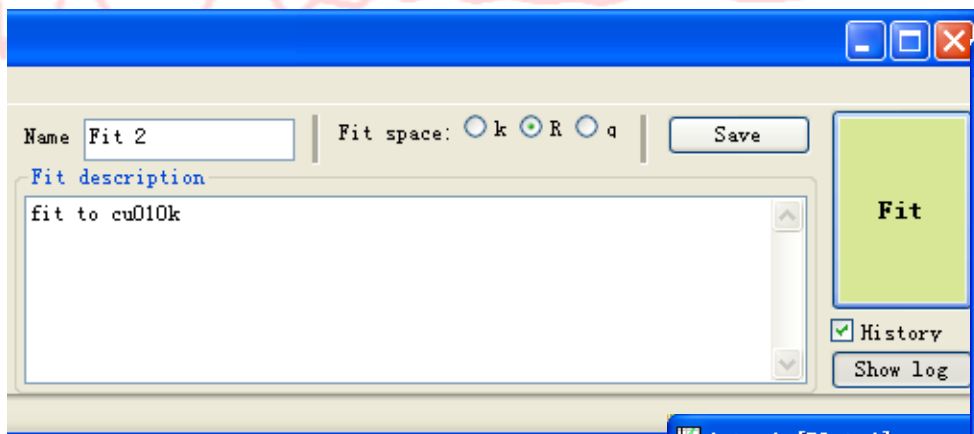 Name Fit 2 Fit space: k R q Save
Fit description
fit to cu010k
Fit
History
Show log